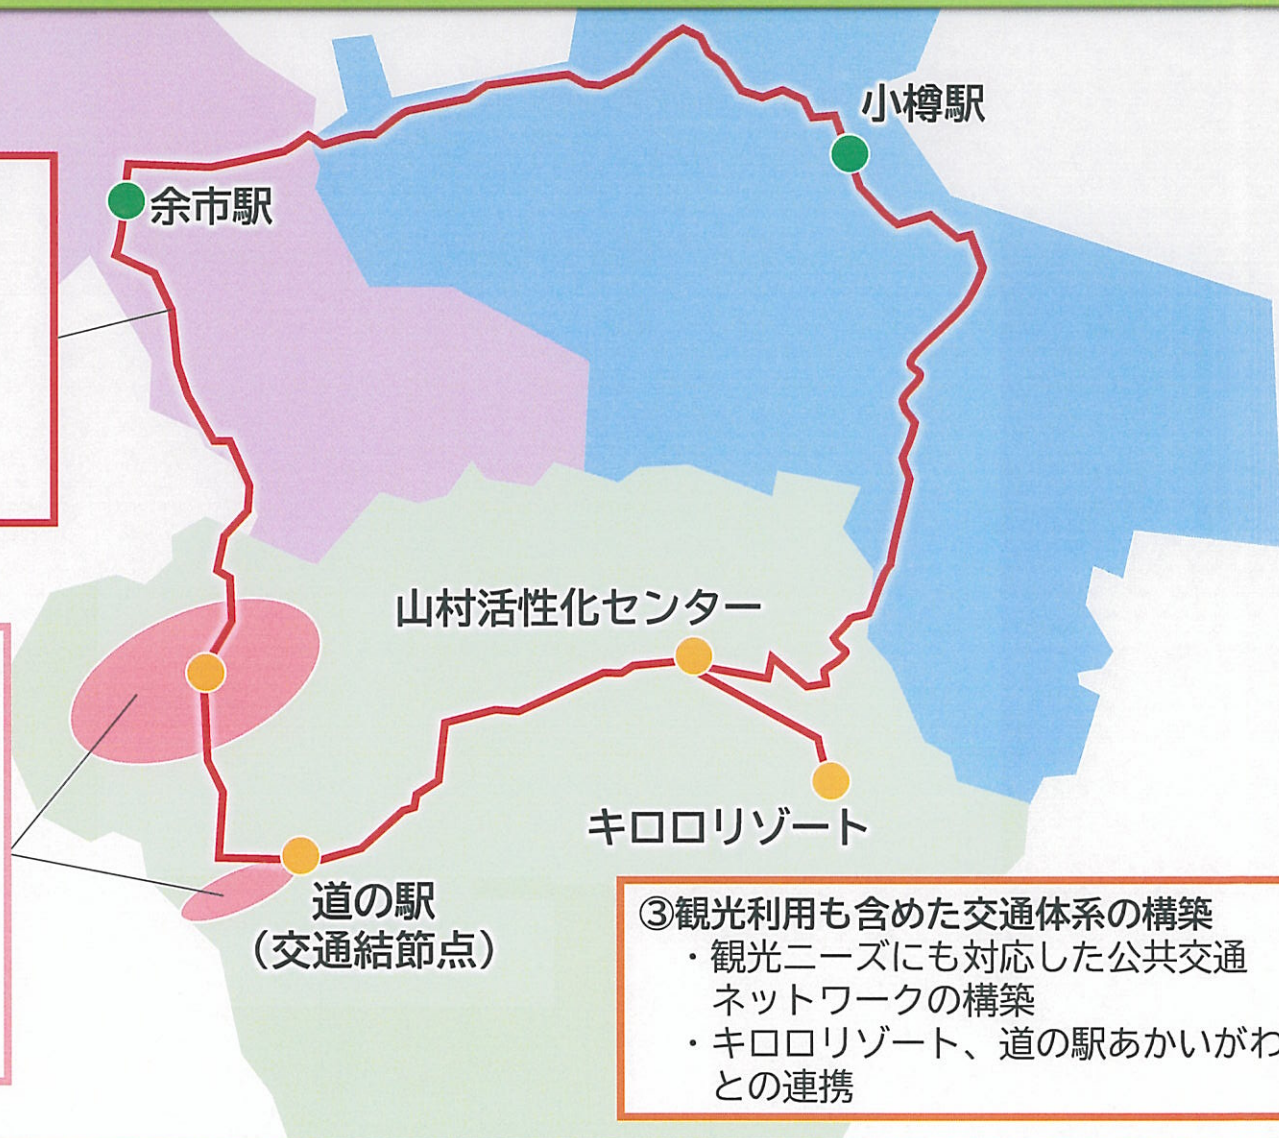 小樽駅
余市駅
山村活性化センター
キロロリゾート
道の駅
（交通結節点）
③観光利用も含めた交通体系の構築
・観光ニーズにも対応した公共交通
ネットワークの構築
・キロロリゾート、道の駅あかいがわ
との連携